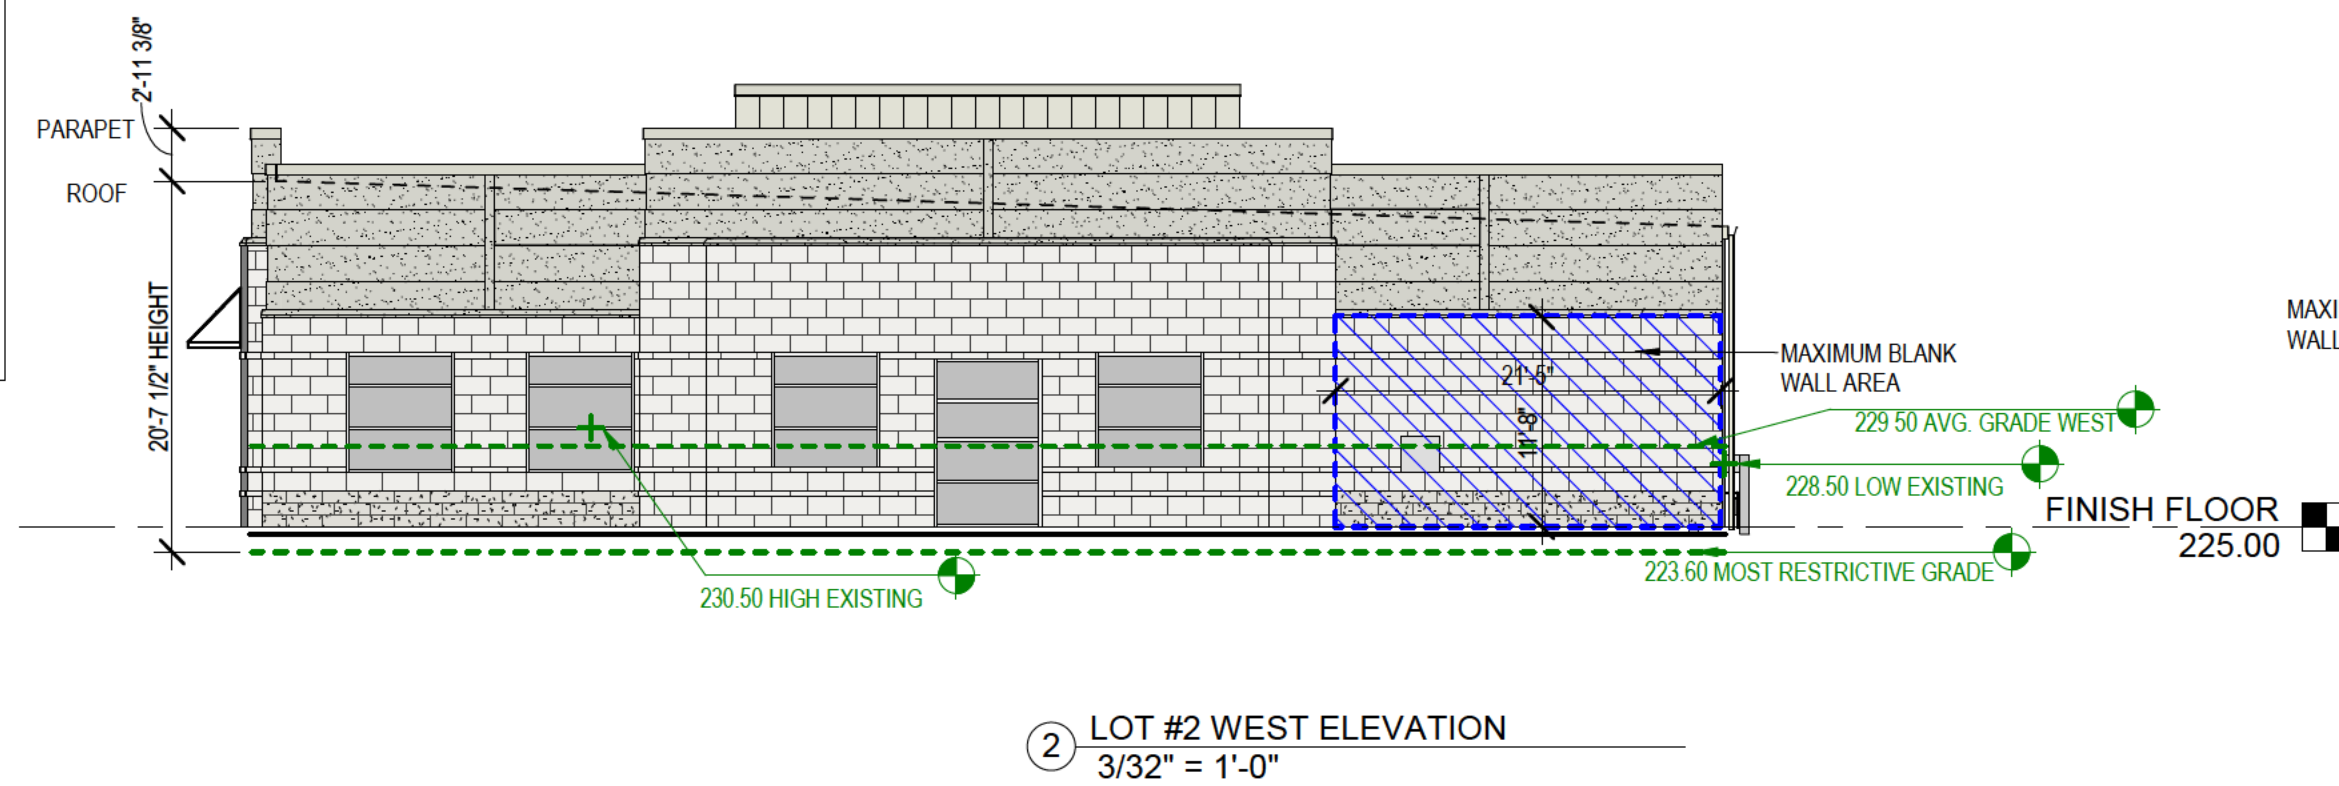 2'-11 3/8"
PARAPET
ROOF
20'-7 1/2" HEIGHT
21'-5"
11'-8"
MAXIMUM BLANK
WALL AREA
MAXI
WALL
229 50 AVG. GRADE WEST
228.50 LOW EXISTING
FINISH FLOOR
225.00
223.60 MOST RESTRICTIVE GRADE
230.50 HIGH EXISTING
2
LOT #2 WEST ELEVATION
3/32" = 1'-0"